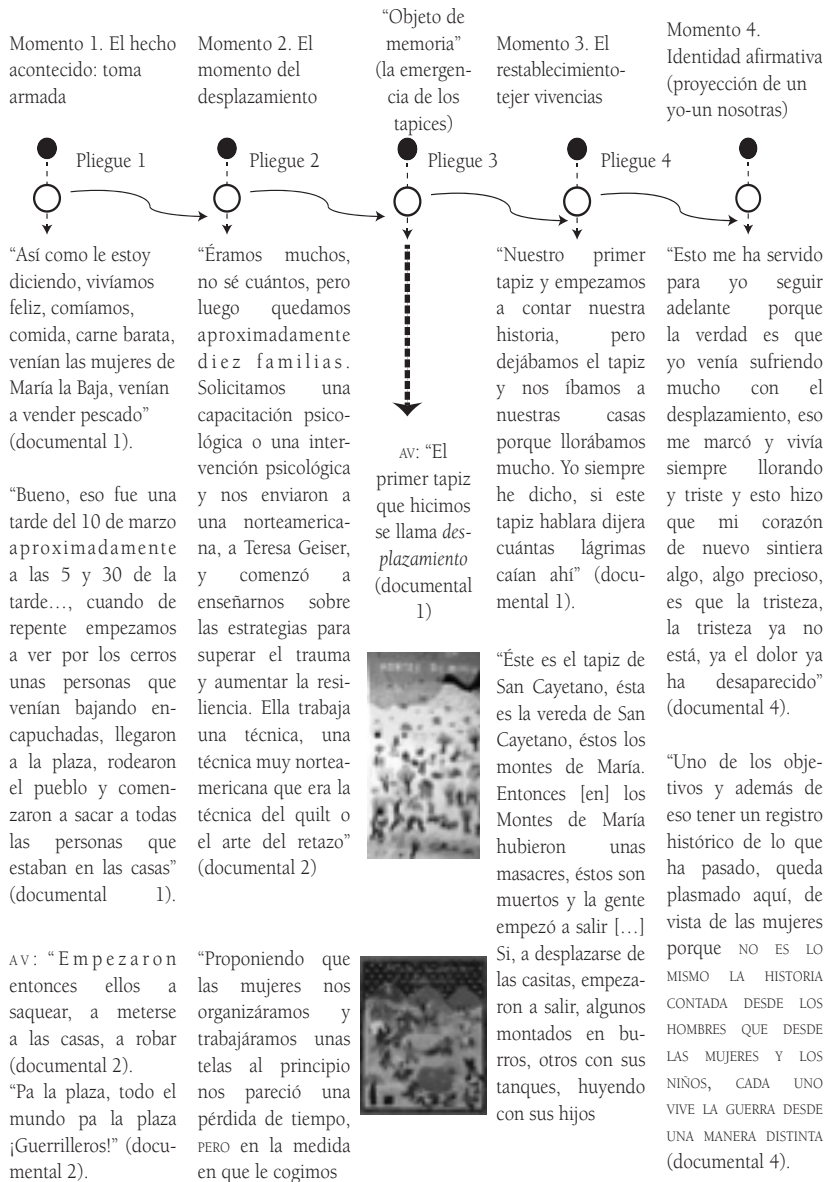 Momento 1. El hecho
acontecido: toma
armada
Momento 2. El
momento del
desplazamiento
“Objeto de
memoria”
(la emergen-
cia de los
tapices)
Momento 3. El
restablecimiento-
tejer vivencias
Momento 4.
Identidad afirmativa
(proyección de un
yo-un nosotras)
Pliegue 1
Pliegue 2
Pliegue 3
Pliegue 4
“Así como le estoy
diciendo, vivíamos
feliz, comíamos,
comida, carne barata,
venían las mujeres de
María la Baja, venían
a vender pescado”
(documental 1).
“Bueno, eso fue una
tarde del 10 de marzo
aproximadamente
a las 5 y 30 de la
tarde…, cuando de
repente empezamos
a ver por los cerros
unas personas que
venían bajando en-
capuchadas, llegaron
a la plaza, rodearon
el pueblo y comen-
zaron a sacar a todas
las personas que
estaban en las casas”
(documental 1).
AV: “Empezaron
entonces ellos a
saquear, a meterse
a las casas, a robar
(documental 2).
“Pa la plaza, todo el
mundo pa la plaza
¡Guerrilleros!” (docu-
mental 2).
“Éramos muchos,
no sé cuántos, pero
luego quedamos
aproximadamente
diez familias.
Solicitamos una
capacitación psico-
lógica o una inter-
vención psicológica
y nos enviaron a
una norteamerica-
na, a Teresa Geiser,
y comenzó a
enseñarnos sobre
las estrategias para
superar el trauma
y aumentar la resi-
liencia. Ella trabaja
una técnica, una
técnica muy nortea-
mericana que era la
técnica del quilt o
el arte del retazo”
(documental 2)
“Proponiendo que
las mujeres nos
organizáramos y
trabajáramos unas
telas al principio
nos pareció una
pérdida de tiempo,
PERO en la medida
en que le cogimos
AV: “El
primer tapiz
que hicimos
se llama des-
plazamiento
(documental
1)
“Nuestro primer
tapiz y empezamos
a contar nuestra
historia, pero
dejábamos el tapiz
y nos íbamos a
nuestras casas
porque llorábamos
mucho. Yo siempre
he dicho, si este
tapiz hablara dijera
cuántas lágrimas
caían ahí” (docu-
mental 1).
“Éste es el tapiz de
San Cayetano, ésta
es la vereda de San
Cayetano, éstos los
montes de María.
Entonces [en] los
Montes de María
hubieron unas
masacres, éstos son
muertos y la gente
empezó a salir […]
Si, a desplazarse de
las casitas, empeza-
ron a salir, algunos
montados en bu-
rros, otros con sus
tanques, huyendo
con sus hijos
“Esto me ha servido
para yo seguir
adelante porque
la verdad es que
yo venía sufriendo
mucho con el
desplazamiento, eso
me marcó y vivía
siempre llorando
y triste y esto hizo
que mi corazón
de nuevo sintiera
algo, algo precioso,
es que la tristeza,
la tristeza ya no
está, ya el dolor ya
ha desaparecido”
(documental 4).
“Uno de los obje-
tivos y además de
eso tener un registro
histórico de lo que
ha pasado, queda
plasmado aquí, de
vista de las mujeres
porque NO ES LO
MISMO LA HISTORIA
CONTADA DESDE LOS
HOMBRES QUE DESDE
LAS MUJERES Y LOS
NIÑOS, CADA UNO
VIVE LA GUERRA DESDE
UNA MANERA DISTINTA
(documental 4).